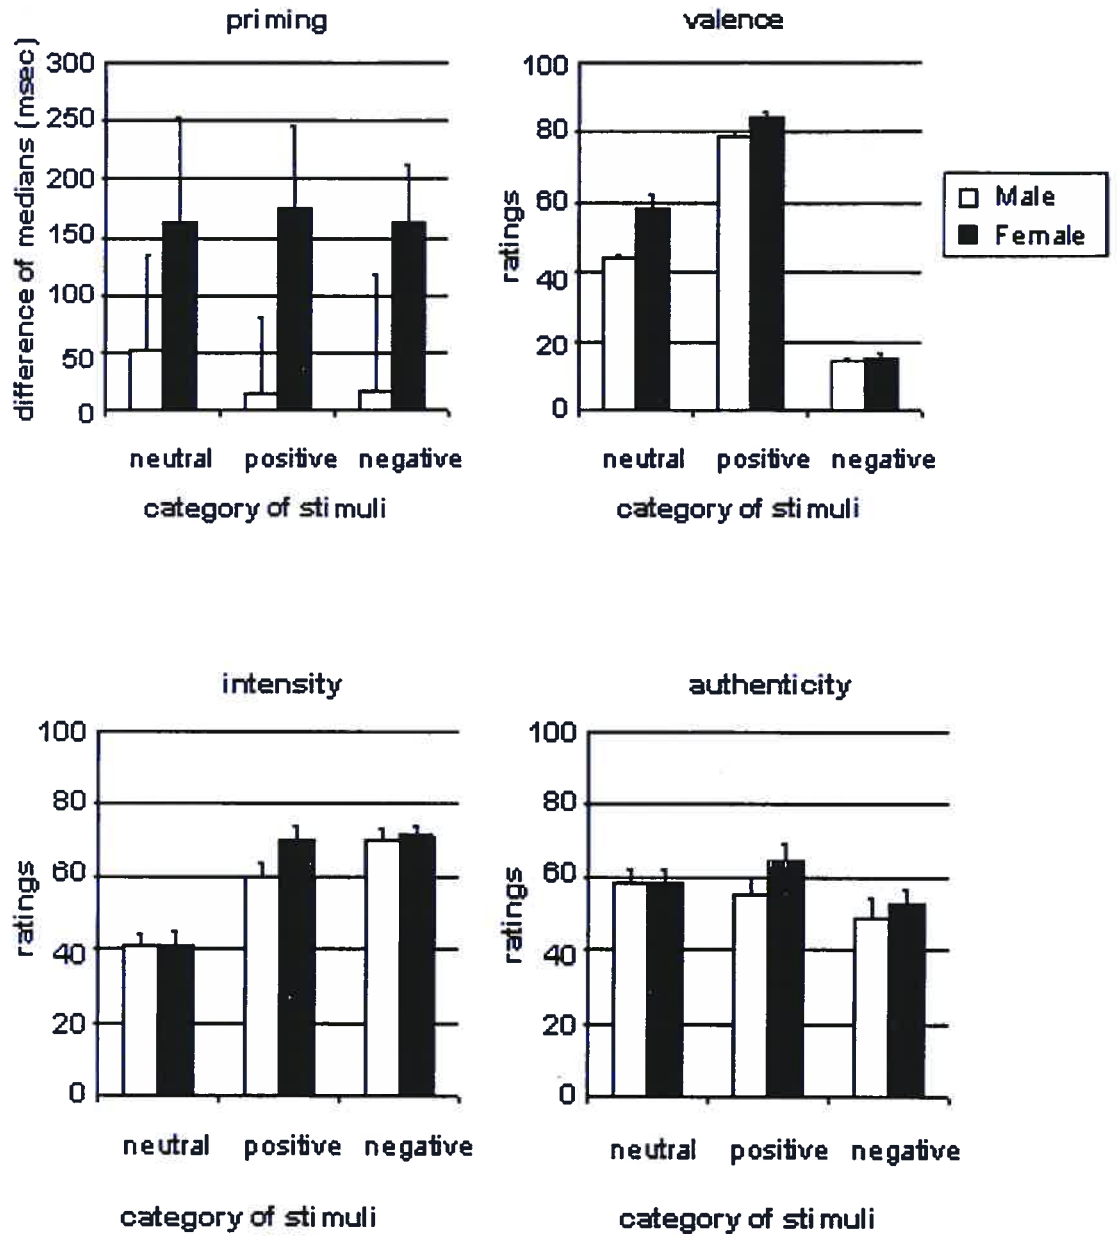 priming
difference of medians (msec)
300
250
200
150
100
50
0
neutral positive negative
category of stimuli
valence
ratings
100
80
60
40
20
0
neutral positive negative
category of stimuli
Male
Female
intensity
ratings
100
80
60
40
20
0
neutral positive negative
category of stimuli
authenticity
ratings
100
80
60
40
20
0
neutral positive negative
category of stimuli